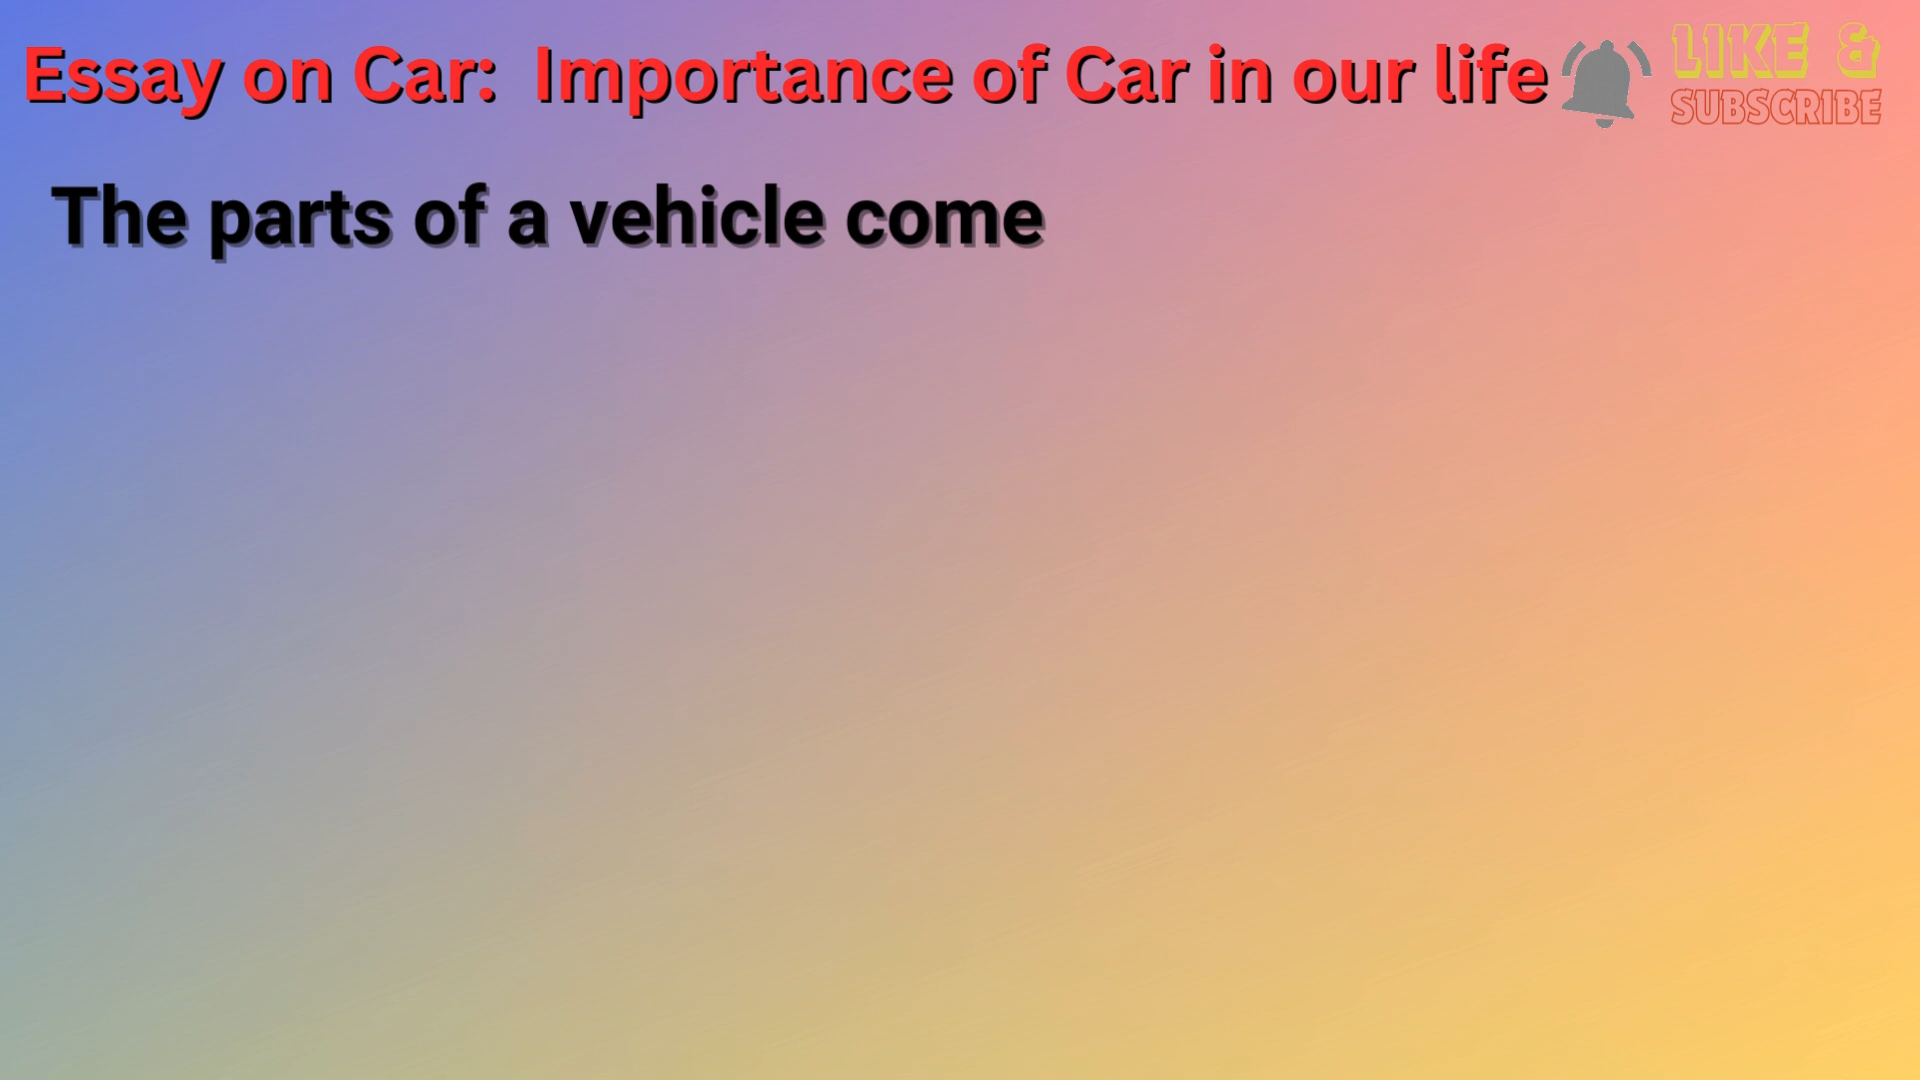 Essay on Car: Importance of Car in our life
LIKE &
SUBSCRIBE
The parts of a vehicle come